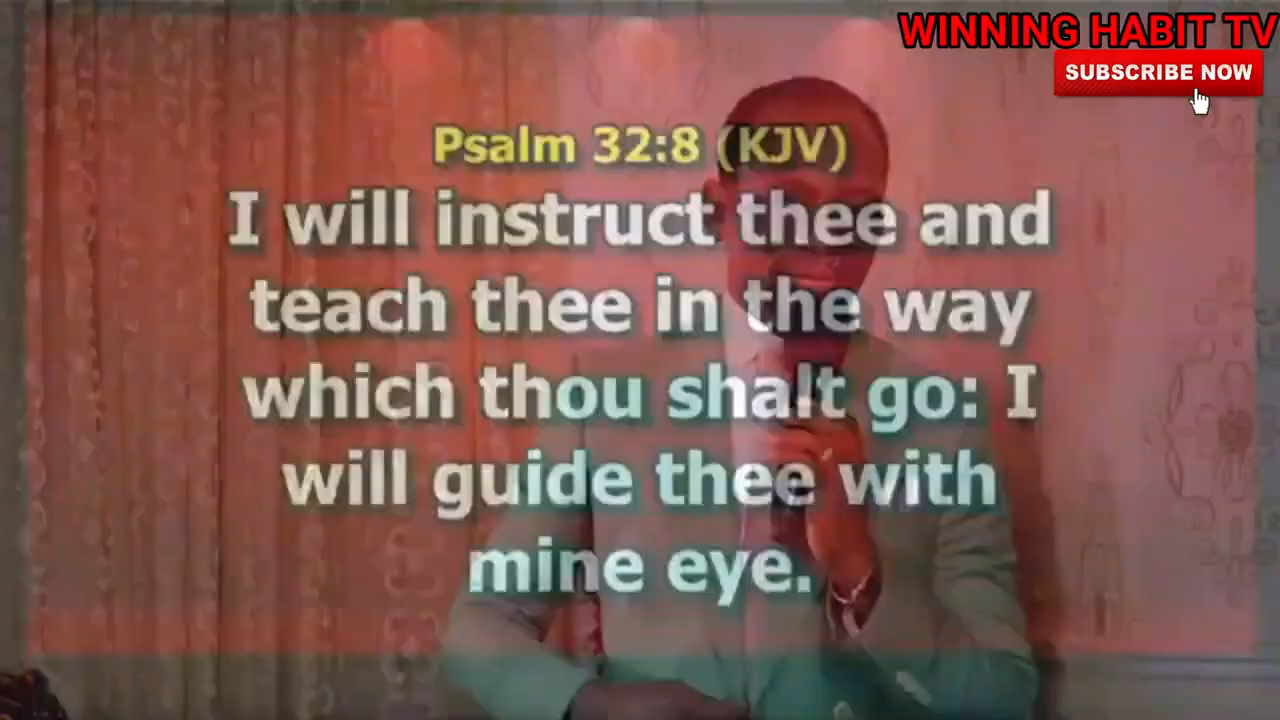 WINNING HABIT TV
SUBSCRIBE NOW
Psalm 32:8 (KJV)
I will instruct thee and
teach thee in the way
which thou shalt go: I
will guide thee with
mine eye.